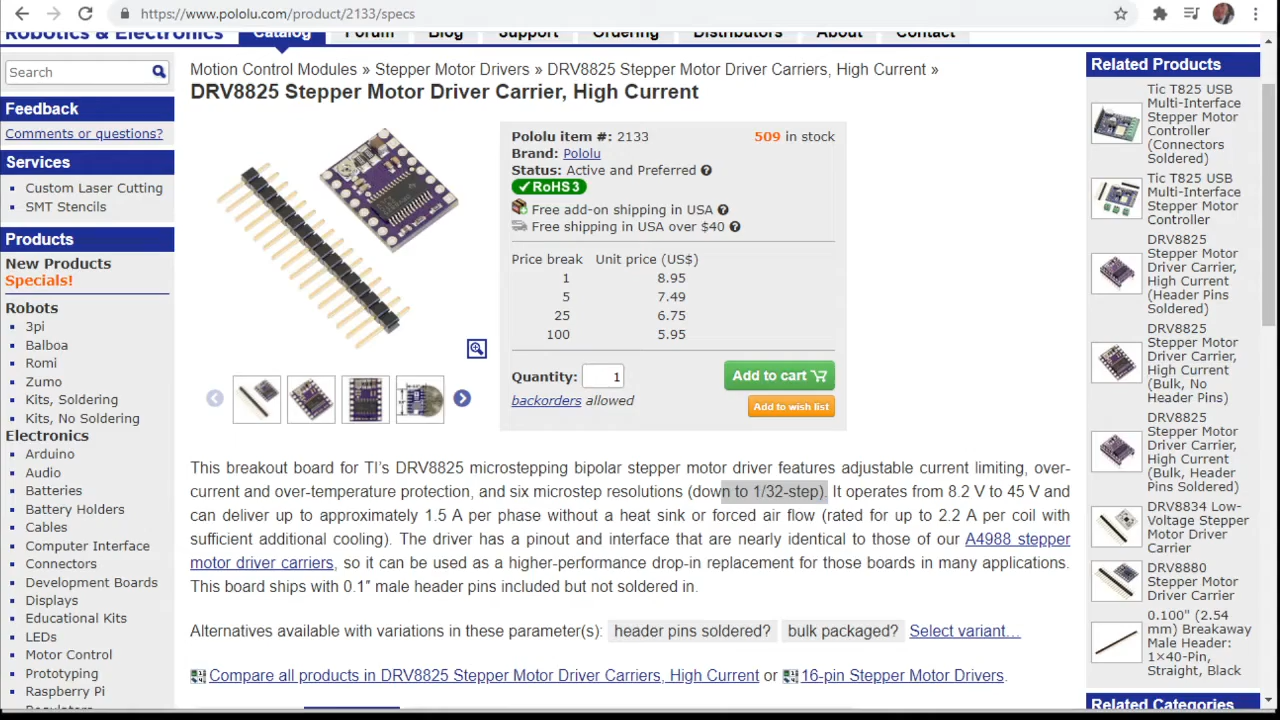 https://www.pololu.com/product/2133/specs
Robotics & Electronics
Catalog
Forum
Blog
Support
Ordering
Distributors
About
Contact
Search
Feedback
Comments or questions?
Services
Custom Laser Cutting
SMT Stencils
Products
New Products
Specials!
Robots
3pi
Balboa
Romi
Zumo
Kits, Soldering
Kits, No Soldering
Electronics
Arduino
Audio
Batteries
Battery Holders
Cables
Computer Interface
Connectors
Development Boards
Displays
Educational Kits
LEDs
Motor Control
Prototyping
Raspberry Pi
Regulators
Motion Control Modules » Stepper Motor Drivers » DRV8825 Stepper Motor Driver Carriers, High Current »
DRV8825 Stepper Motor Driver Carrier, High Current
Pololu item #: 2133
509 in stock
Brand: Pololu
Status: Active and Preferred
✓RoHS3
Free add-on shipping in USA
Free shipping in USA over $40
Price break Unit price (US$)
1 8.95
5 7.49
25 6.75
100 5.95
Quantity: 1
Add to cart
backorders allowed
Add to wish list
This breakout board for TI’s DRV8825 microstepping bipolar stepper motor driver features adjustable current limiting, over-
current and over-temperature protection, and six microstep resolutions (down to 1/32-step). It operates from 8.2 V to 45 V and
can deliver up to approximately 1.5 A per phase without a heat sink or forced air flow (rated for up to 2.2 A per coil with
sufficient additional cooling). The driver has a pinout and interface that are nearly identical to those of our A4988 stepper
motor driver carriers, so it can be used as a higher-performance drop-in replacement for those boards in many applications.
This board ships with 0.1″ male header pins included but not soldered in.
Alternatives available with variations in these parameter(s): header pins soldered? bulk packaged? Select variant…
Compare all products in DRV8825 Stepper Motor Driver Carriers, High Current or 16-pin Stepper Motor Drivers.
Related Products
Tic T825 USB
Multi-Interface
Stepper Motor
Controller
(Connectors
Soldered)
Tic T825 USB
Multi-Interface
Stepper Motor
Controller
DRV8825
Stepper Motor
Driver Carrier,
High Current
(Header Pins
Soldered)
DRV8825
Stepper Motor
Driver Carrier,
High Current
(Bulk, No
Header Pins)
DRV8825
Stepper Motor
Driver Carrier,
High Current
(Bulk, Header
Pins Soldered)
DRV8834 Low-
Voltage Stepper
Motor Driver
Carrier
DRV8880
Stepper Motor
Driver Carrier
0.100" (2.54
mm) Breakaway
Male Header:
1×40-Pin,
Straight, Black
Related Categories